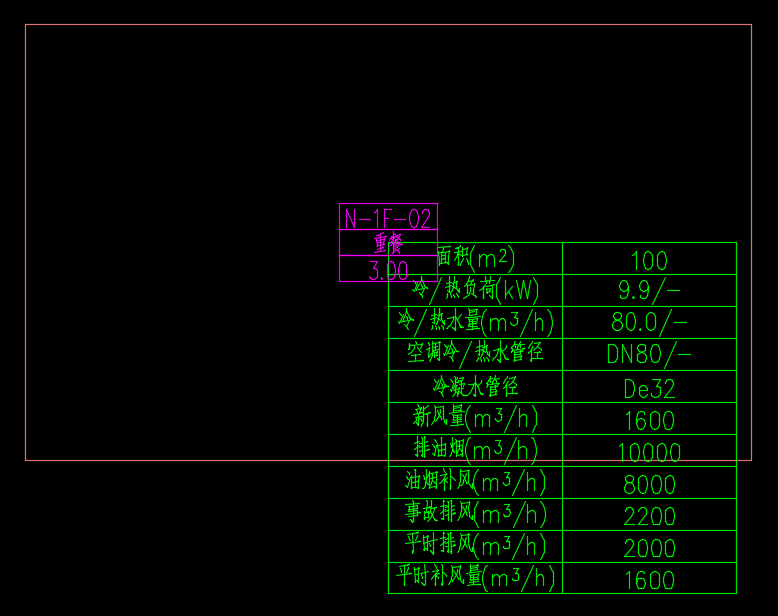 N-1F-02
重餐
3.00
面积(m²) 100
冷/热负荷(kW) 9.9/-
冷/热水量(m³/h) 80.0/-
空调冷/热水管径 DN80/-
冷凝水管径 De32
新风量(m³/h) 1600
排油烟(m³/h) 10000
油烟补风(m³/h) 8000
事故排风(m³/h) 2200
平时排风(m³/h) 2000
平时补风量(m³/h) 1600